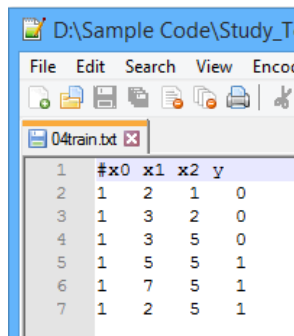 D:\Sample Code\Study_T
File Edit Search View Encoc
04train.txt
1 #x0 x1 x2 y
2 1 2 1 0
3 1 3 2 0
4 1 3 5 0
5 1 5 5 1
6 1 7 5 1
7 1 2 5 1